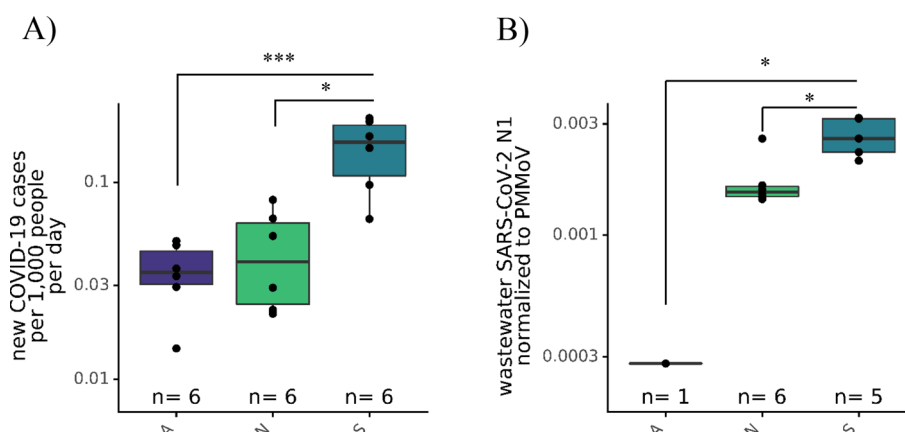 A)
***
*
new COVID-19 cases
per 1,000 people
per day
0.1
0.03
0.01
n= 6
n= 6
n= 6
A
N
S
B)
*
*
wastewater SARS-CoV-2 N1
normalized to PMMoV
0.003
0.001
0.0003
n= 1
n= 6
n= 5
A
N
S